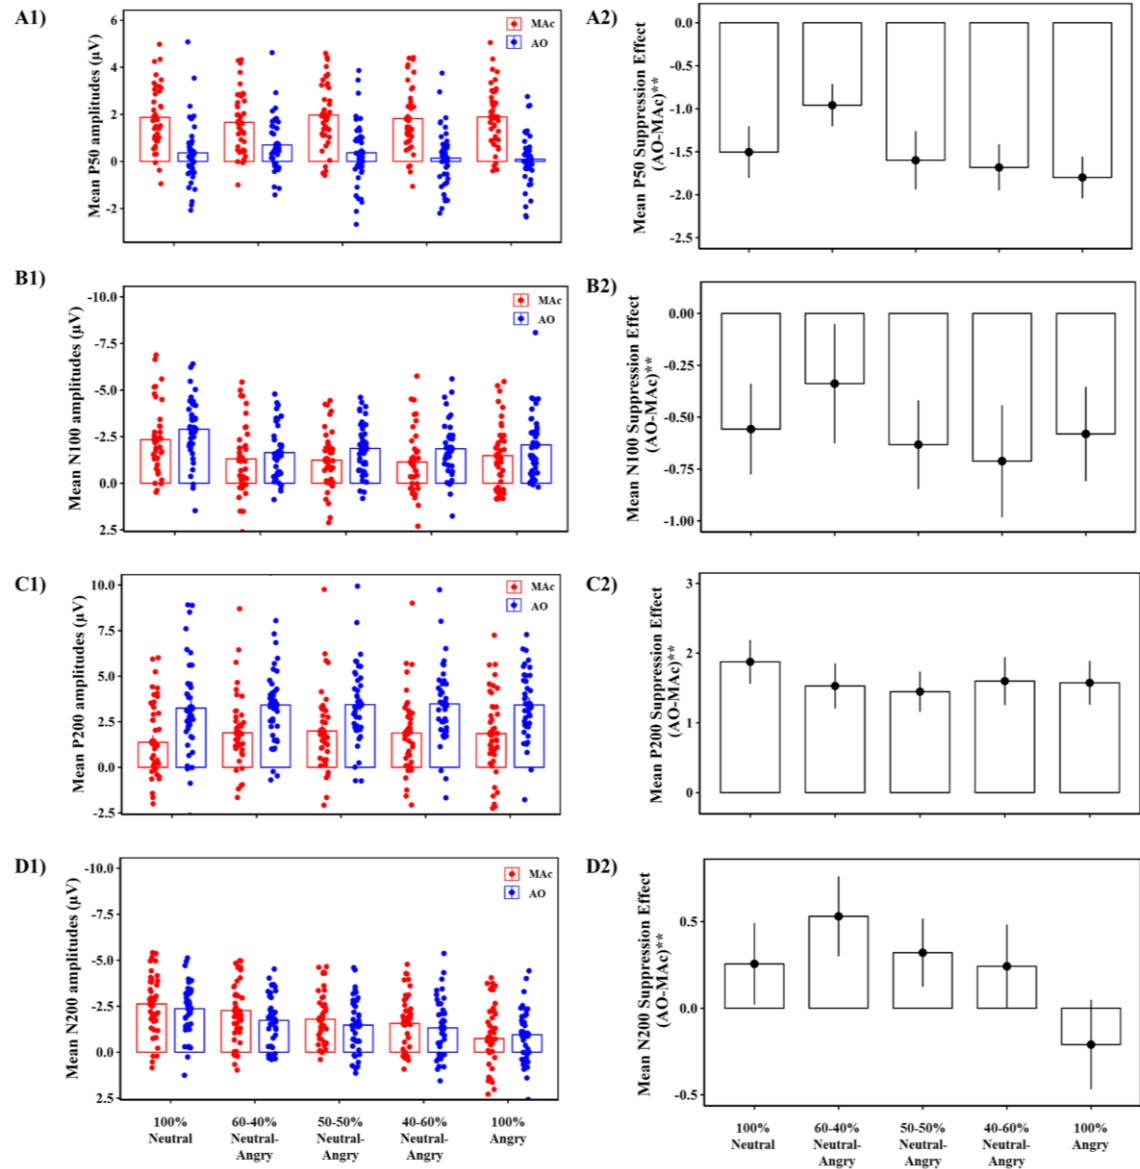 A1)
Mean P50 amplitudes (µV)
6
4
2
0
-2
MAc
AO
A2)
Mean P50 Suppression Effect
(AO-MAc)**
0.0
-0.5
-1.0
-1.5
-2.0
-2.5
B1)
Mean N100 amplitudes (µV)
-10.0
-7.5
-5.0
-2.5
0.0
2.5
MAc
AO
B2)
Mean N100 Suppression Effect
(AO-MAc)**
0.00
-0.25
-0.50
-0.75
-1.00
C1)
Mean P200 amplitudes (µV)
10.0
7.5
5.0
2.5
0.0
-2.5
MAc
AO
C2)
Mean P200 Suppression Effect
(AO-MAc)**
3
2
1
0
D1)
Mean N200 amplitudes (µV)
-10.0
-7.5
-5.0
-2.5
0.0
2.5
MAc
AO
100%
Neutral
60-40%
Neutral-
Angry
50-50%
Neutral-
Angry
40-60%
Neutral-
Angry
100%
Angry
D2)
Mean N200 Suppression Effect
(AO-MAc)**
0.5
0.0
-0.5
100%
Neutral
60-40%
Neutral-
Angry
50-50%
Neutral-
Angry
40-60%
Neutral-
Angry
100%
Angry